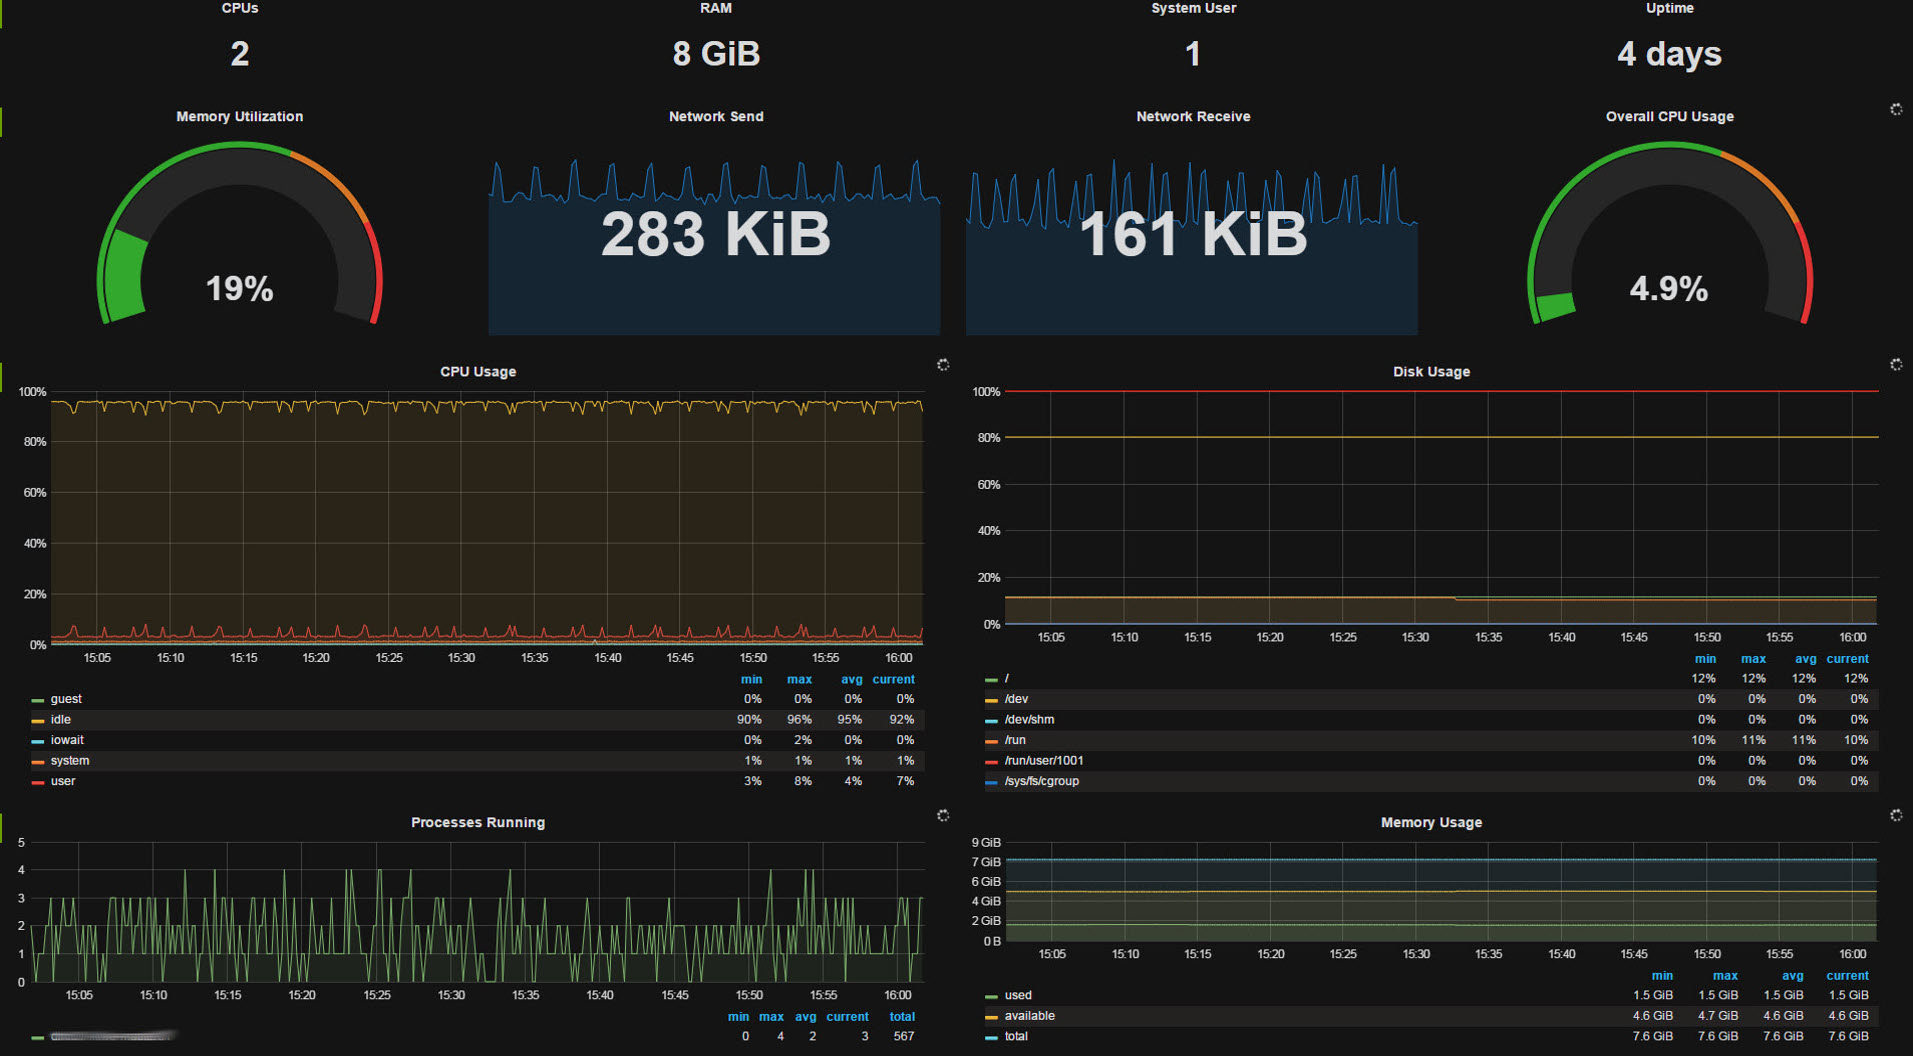 CPUs RAM System User Uptime
2 8 GiB 1 4 days
Memory Utilization Network Send Network Receive Overall CPU Usage
19% 283 KiB 161 KiB 4.9%
CPU Usage
100%
80%
60%
40%
20%
0%
15:05 15:10 15:15 15:20 15:25 15:30 15:35 15:40 15:45 15:50 15:55 16:00
min max avg current
guest 0% 0% 0% 0%
idle 90% 96% 95% 92%
iowait 0% 2% 0% 0%
system 1% 1% 1% 1%
user 3% 8% 4% 7%
Disk Usage
100%
80%
60%
40%
20%
0%
15:05 15:10 15:15 15:20 15:25 15:30 15:35 15:40 15:45 15:50 15:55 16:00
min max avg current
/ 12% 12% 12% 12%
/dev 0% 0% 0% 0%
/dev/shm 0% 0% 0% 0%
/run 10% 11% 11% 10%
/run/user/1001 0% 0% 0% 0%
/sys/fs/cgroup 0% 0% 0% 0%
Processes Running
5
4
3
2
1
0
15:05 15:10 15:15 15:20 15:25 15:30 15:35 15:40 15:45 15:50 15:55 16:00
min max avg current total
0 4 2 3 567
Memory Usage
9 GiB
7 GiB
6 GiB
4 GiB
2 GiB
0 B
15:05 15:10 15:15 15:20 15:25 15:30 15:35 15:40 15:45 15:50 15:55 16:00
min max avg current
used 1.5 GiB 1.5 GiB 1.5 GiB 1.5 GiB
available 4.6 GiB 4.7 GiB 4.6 GiB 4.6 GiB
total 7.6 GiB 7.6 GiB 7.6 GiB 7.6 GiB